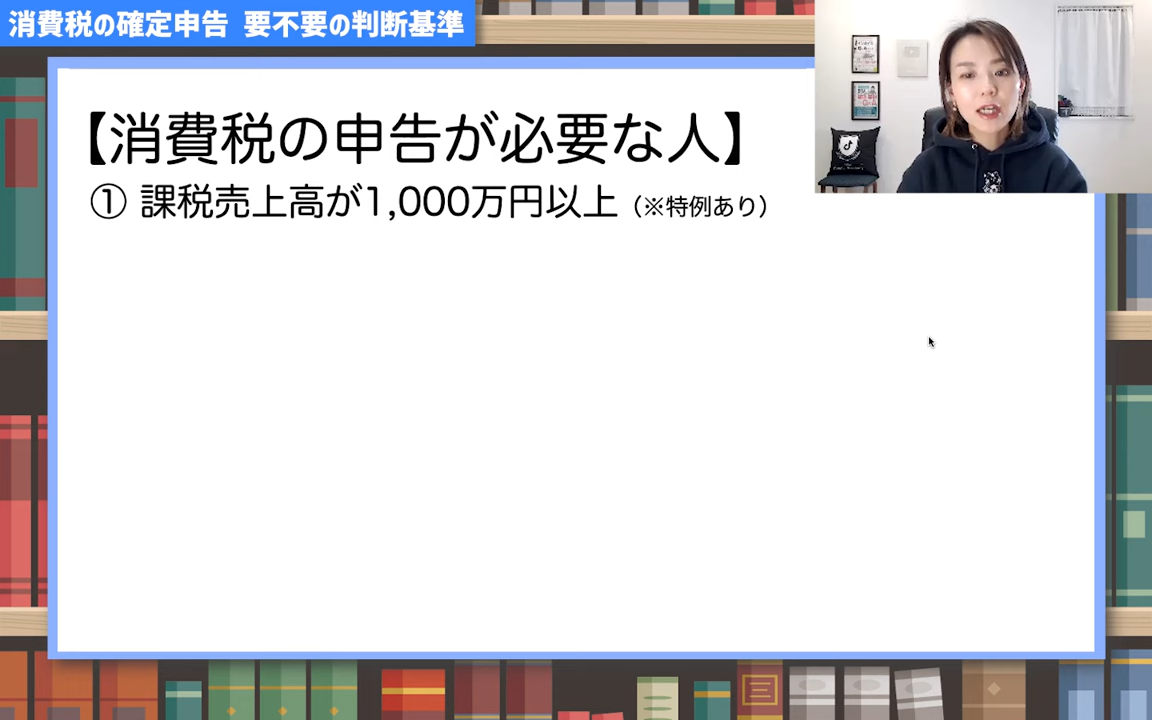 消費税の確定申告 要不要の判断基準
【消費税の申告が必要な人】
① 課税売上高が1,000万円以上（※特例あり）